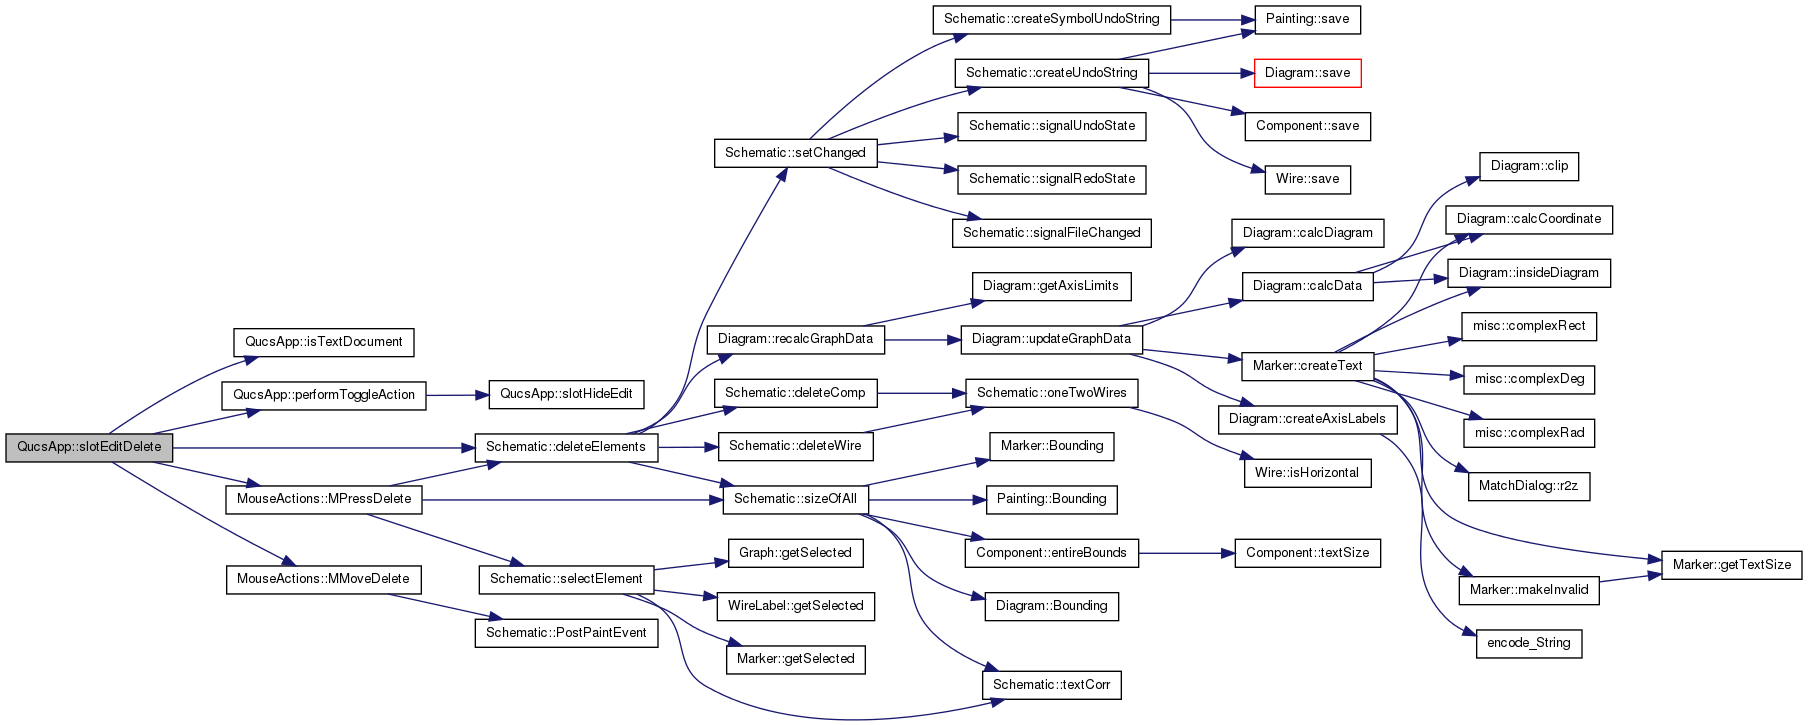 QucsApp::slotEditDelete
QucsApp::isTextDocument
QucsApp::performToggleAction
MouseActions::MPressDelete
MouseActions::MMoveDelete
QucsApp::slotHideEdit
Schematic::deleteElements
Schematic::selectElement
Schematic::PostPaintEvent
Schematic::setChanged
Diagram::recalcGraphData
Schematic::deleteComp
Schematic::deleteWire
Schematic::sizeOfAll
Graph::getSelected
WireLabel::getSelected
Marker::getSelected
Schematic::createSymbolUndoString
Schematic::createUndoString
Schematic::signalUndoState
Schematic::signalRedoState
Schematic::signalFileChanged
Diagram::getAxisLimits
Diagram::updateGraphData
Schematic::oneTwoWires
Marker::Bounding
Painting::Bounding
Component::entireBounds
Diagram::Bounding
Schematic::textCorr
Painting::save
Diagram::save
Component::save
Wire::save
Diagram::calcDiagram
Diagram::calcData
Marker::createText
Diagram::createAxisLabels
Wire::isHorizontal
Component::textSize
Diagram::clip
Diagram::calcCoordinate
Diagram::insideDiagram
misc::complexRect
misc::complexDeg
misc::complexRad
MatchDialog::r2z
Marker::makeInvalid
encode_String
Marker::getTextSize